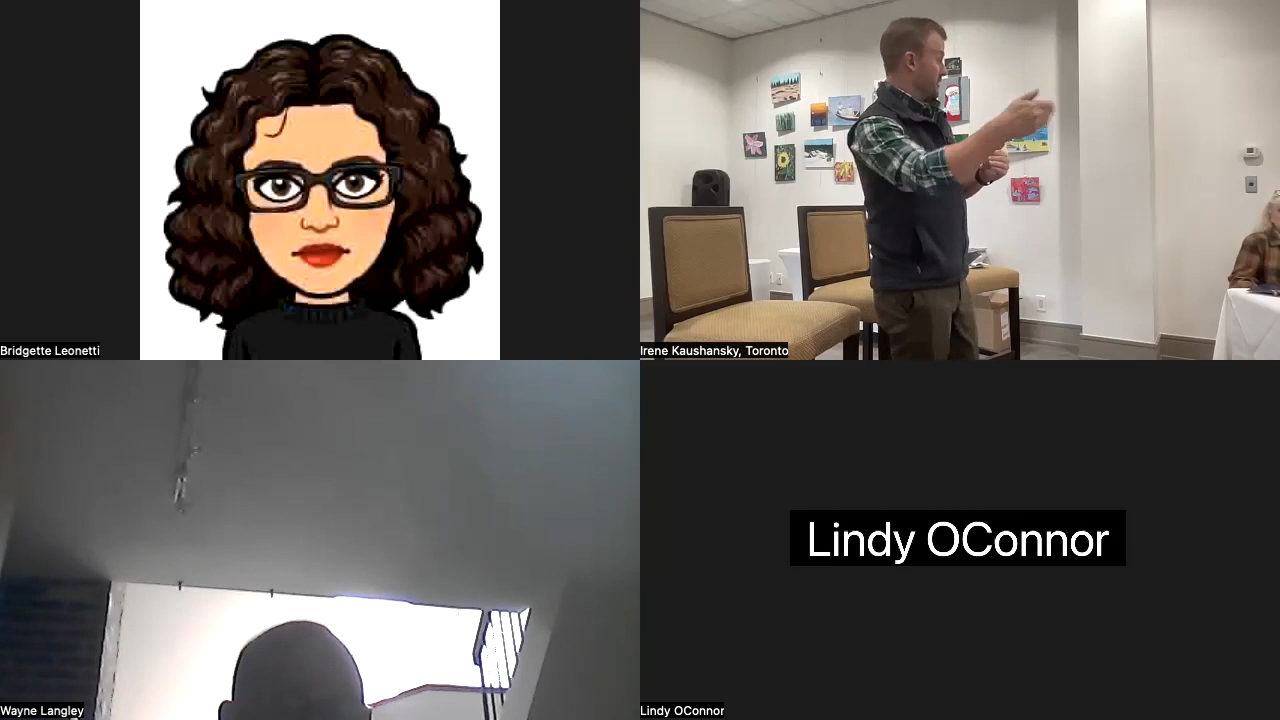 Bridgette Leonetti
Irene Kaushansky, Toronto
Lindy OConnor
Wayne Langley
Lindy OConnor